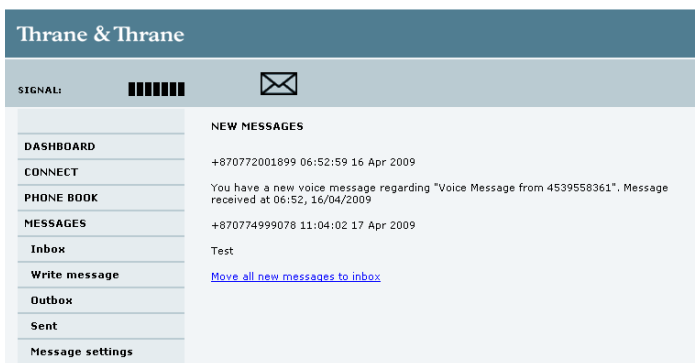 Thrane & Thrane
SIGNAL:
NEW MESSAGES
DASHBOARD
CONNECT
PHONE BOOK
MESSAGES
Inbox
Write message
Outbox
Sent
Message settings
+870772001899 06:52:59 16 Apr 2009
You have a new voice message regarding "Voice Message from 4539558361". Message
received at 06:52, 16/04/2009
+870774999078 11:04:02 17 Apr 2009
Test
Move all new messages to inbox